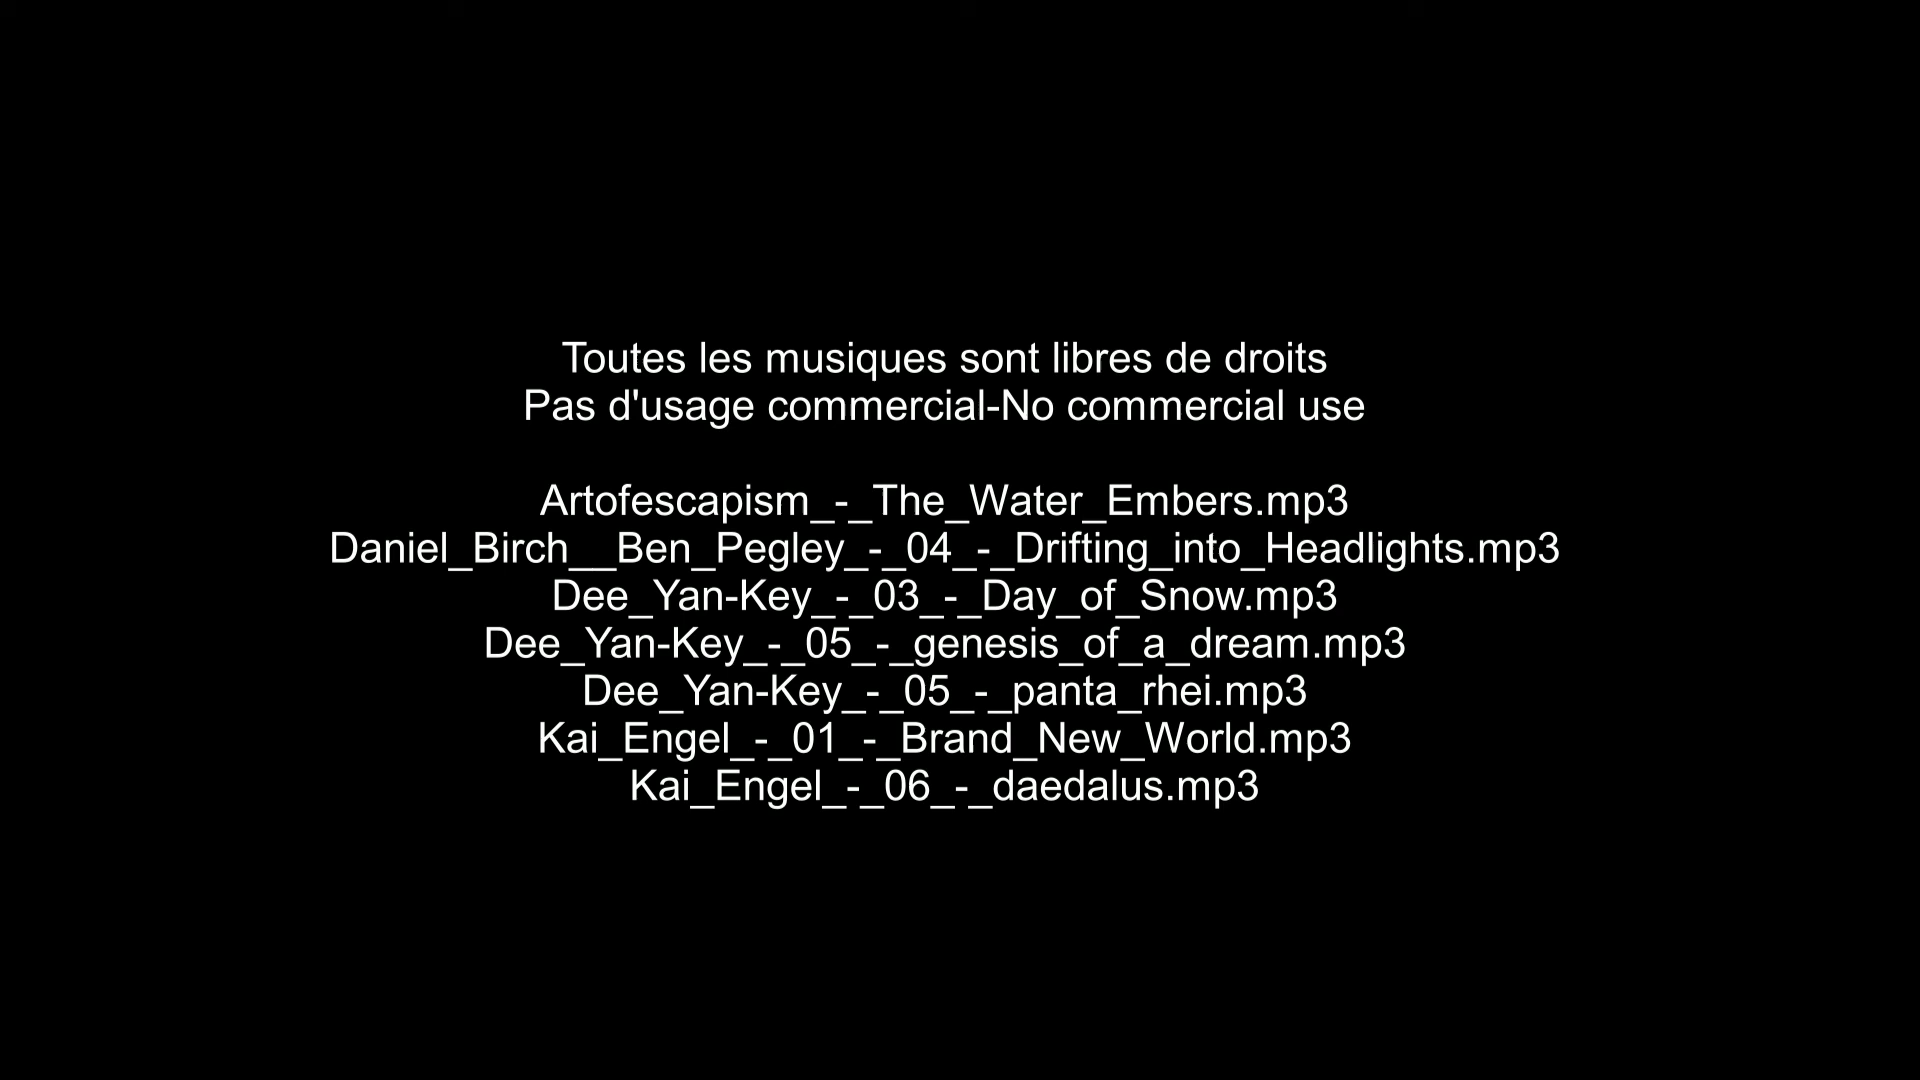 Toutes les musiques sont libres de droits
Pas d'usage commercial-No commercial use
Artofescapism_-_The_Water_Embers.mp3
Daniel_Birch__Ben_Pegley_-_04_-_Drifting_into_Headlights.mp3
Dee_Yan-Key_-_03_-_Day_of_Snow.mp3
Dee_Yan-Key_-_05_-_genesis_of_a_dream.mp3
Dee_Yan-Key_-_05_-_panta_rhei.mp3
Kai_Engel_-_01_-_Brand_New_World.mp3
Kai_Engel_-_06_-_daedalus.mp3